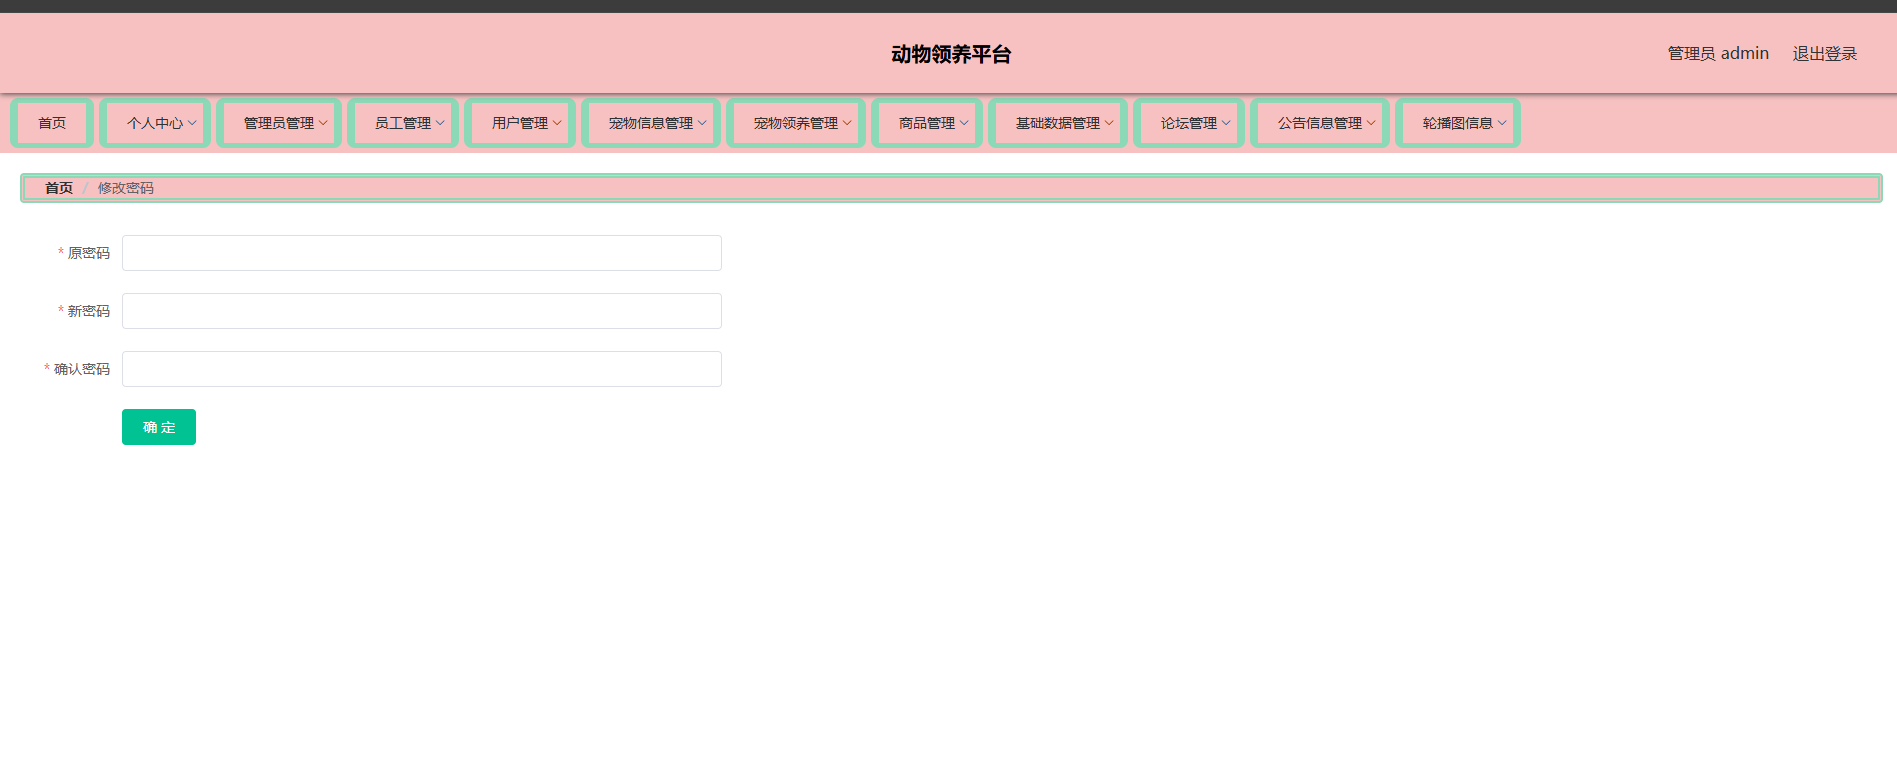 动物领养平台
管理员 admin 退出登录
首页 个人中心 管理员管理 员工管理 用户管理 宠物信息管理 宠物领养管理 商品管理 基础数据管理 论坛管理 公告信息管理 轮播图信息
首页 / 修改密码
* 原密码
* 新密码
* 确认密码
确 定